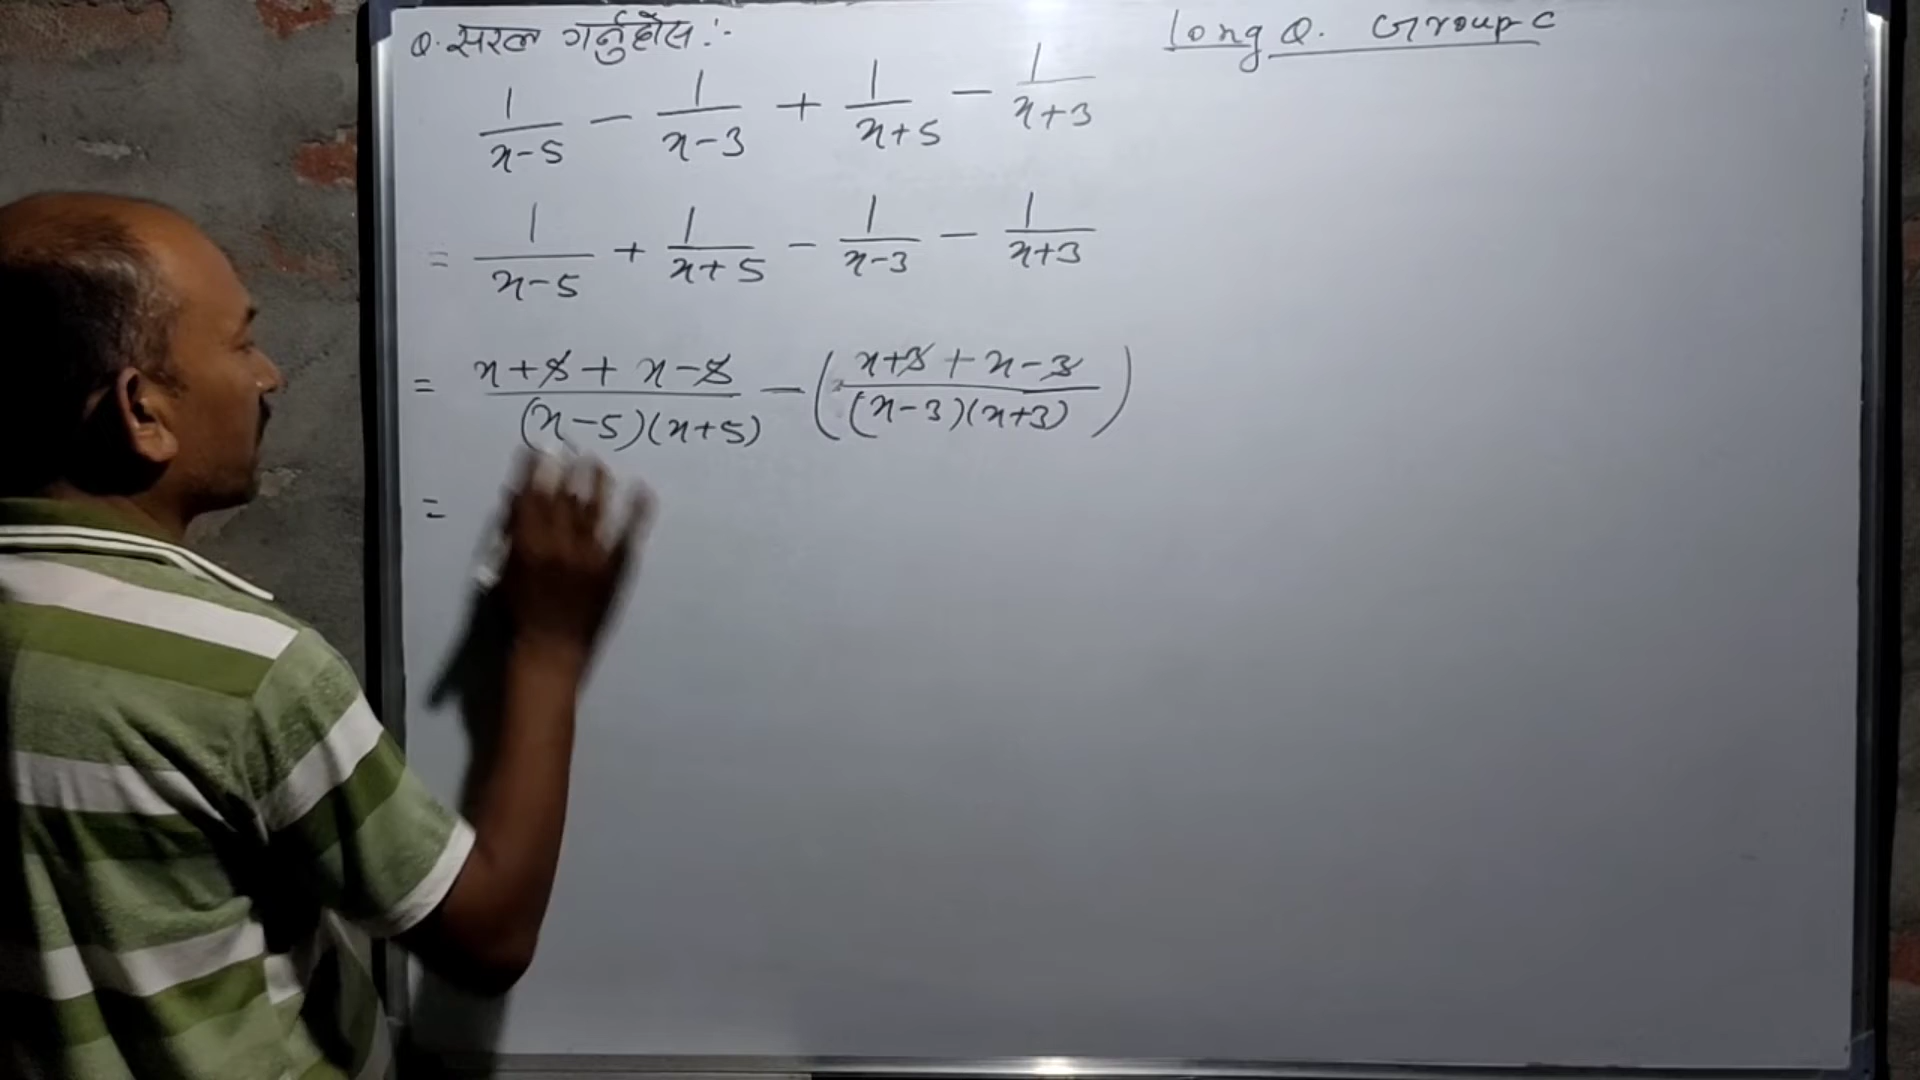 Q. सरल गर्नुहोस :-
long Q. Group-C
1/(x-5) - 1/(x-3) + 1/(x+5) - 1/(x+3)
= 1/(x-5) + 1/(x+5) - 1/(x-3) - 1/(x+3)
= (x+5+x-5)/((x-5)(x+5)) - ((x+3+x-3)/((x-3)(x+3)))
=